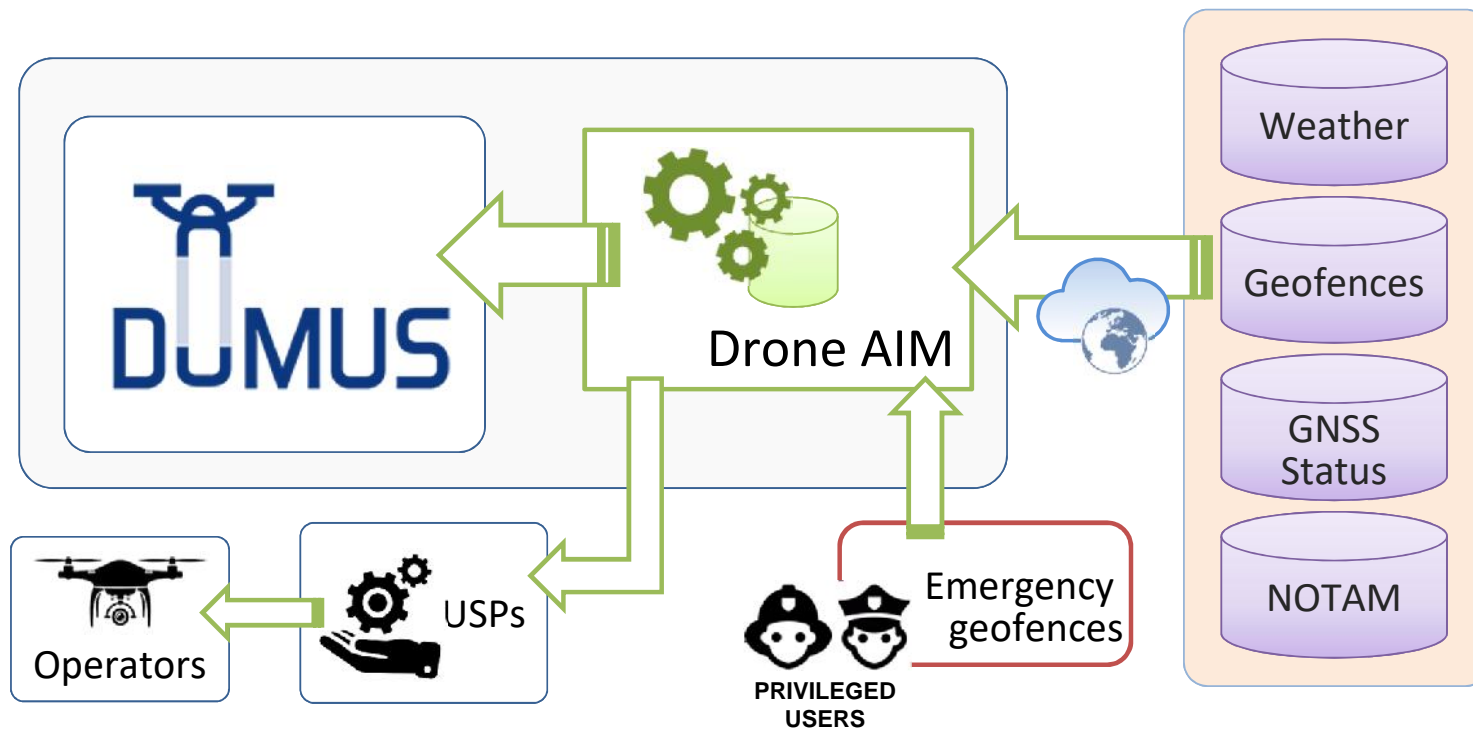 Weather
Geofences
GNSS
Status
NOTAM
DOMUS
Drone AIM
Operators
USPs
Emergency
geofences
PRIVILEGED
USERS